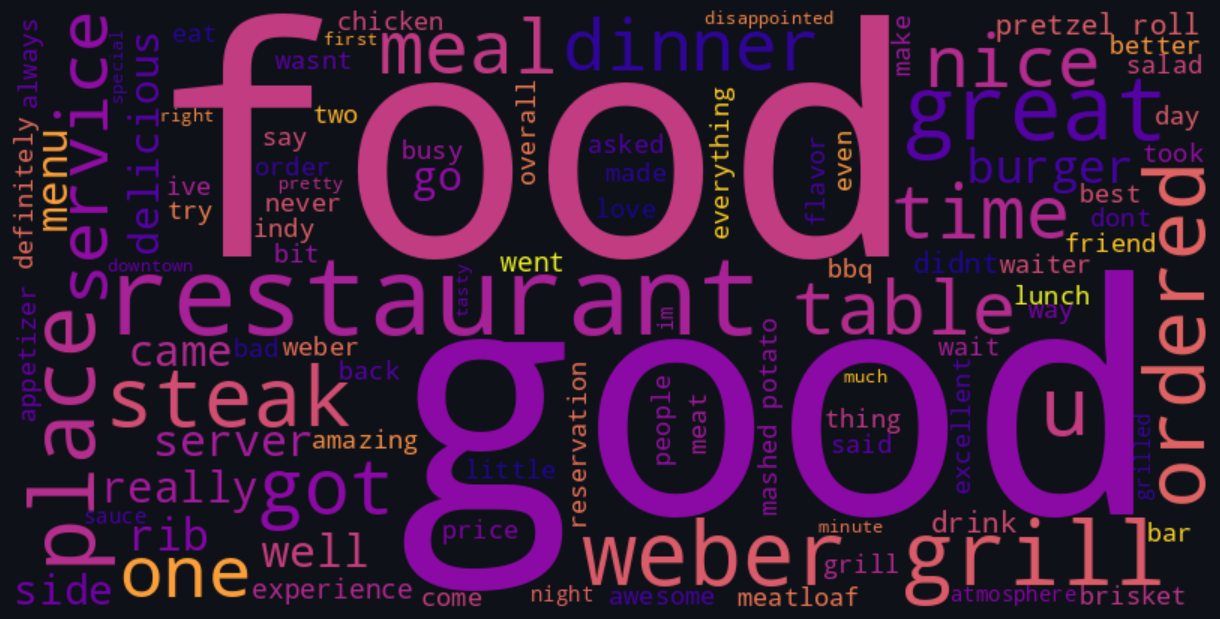 food
good
restaurant
meal
dinner
nice
great
time
table
burger
ordered
place
service
delicious
menu
definitely
always
special
eat
chicken
first
wasnt
right
two
say
order
ive
pretty
try
never
indy
bit
downtown
busy
go
overall
asked
made
love
everything
disappointed
make
flavor
even
pretzel roll
better
salad
day
took
best
dont
friend
went
tasty
bbq
didnt
waiter
lunch
way
im
appetizer
came
bad
weber
back
steak
server
amazing
really
got
sauce
rib
well
one
side
experience
come
little
price
reservation
people
meat
mashed potato
much
thing
said
wait
excellent
u
grilled
weber
grill
minute
drink
grill
bar
night
awesome
meatloaf
atmosphere
brisket